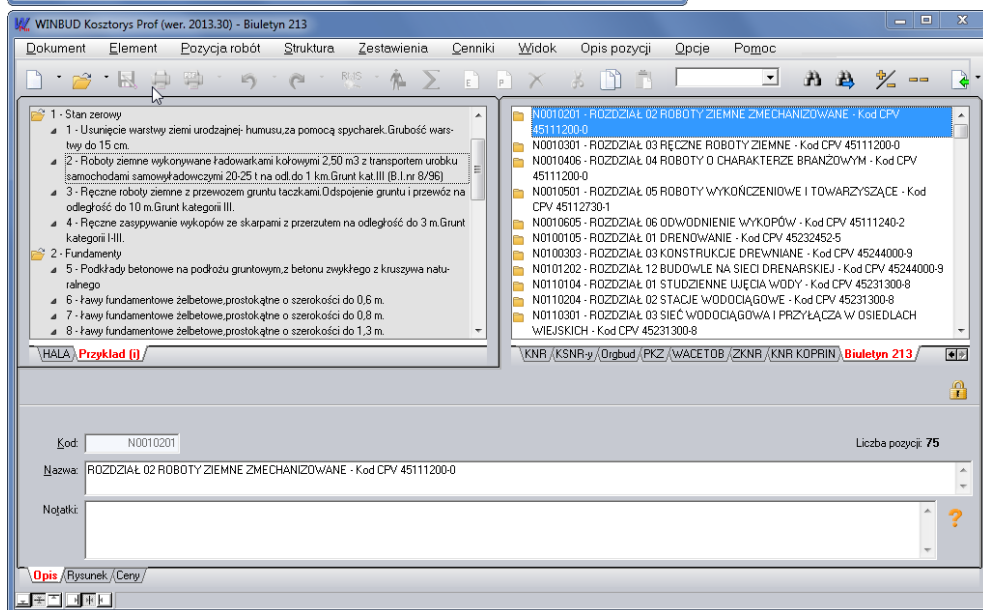 WINBUD Kosztorys Prof (wer. 2013.30) - Biuletyn 213
Dokument Element Pozycja robót Struktura Zestawienia Cenniki Widok Opis pozycji Opcje Pomoc
RMS E P
1 - Stan zerowy
1 - Usunięcie warstwy ziemi urodzajnej- humusu,za pomocą spycharek.Grubość wars-
twy do 15 cm.
2 - Roboty ziemne wykonywane ładowarkami kołowymi 2,50 m3 z transportem urobku
samochodami samowyładowczymi 20-25 t na odl.do 1 km.Grunt kat.III (B.I.nr 8/96)
3 - Ręczne roboty ziemne z przewozem gruntu taczkami.Odspojenie gruntu i przewóz na
odległość do 10 m.Grunt kategorii III.
4 - Ręczne zasypywanie wykopów ze skarpami z przerzutem na odległość do 3 m.Grunt
kategorii I-III.
2 - Fundamenty
5 - Podkłady betonowe na podłożu gruntowym,z betonu zwykłego z kruszywa natu-
ralnego
6 - ławy fundamentowe żelbetowe,prostokątne o szerokości do 0,6 m.
7 - ławy fundamentowe żelbetowe,prostokątne o szerokości do 0,8 m.
8 - ławy fundamentowe żelbetowe,prostokątne o szerokości do 1,3 m.
HALA Przykład (i)
N0010201 - ROZDZIAŁ 02 ROBOTY ZIEMNE ZMECHANIZOWANE - Kod CPV
45111200-0
N0010301 - ROZDZIAŁ 03 RĘCZNE ROBOTY ZIEMNE - Kod CPV 45111200-0
N0010406 - ROZDZIAŁ 04 ROBOTY O CHARAKTERZE BRANŻOWYM - Kod CPV
45111200-0
N0010501 - ROZDZIAŁ 05 ROBOTY WYKOŃCZENIOWE I TOWARZYSZĄCE - Kod
CPV 45112730-1
N0010605 - ROZDZIAŁ 06 ODWODNIENIE WYKOPÓW - Kod CPV 45111240-2
N0100105 - ROZDZIAŁ 01 DRENOWANIE - Kod CPV 45232452-5
N0100303 - ROZDZIAŁ 03 KONSTRUKCJE DREWNIANE - Kod CPV 45244000-9
N0101202 - ROZDZIAŁ 12 BUDOWLE NA SIECI DRENARSKIEJ - Kod CPV 45244000-9
N0110104 - ROZDZIAŁ 01 STUDZIENNE UJĘCIA WODY - Kod CPV 45231300-8
N0110204 - ROZDZIAŁ 02 STACJE WODOCIĄGOWE - Kod CPV 45231300-8
N0110301 - ROZDZIAŁ 03 SIEĆ WODOCIĄGOWA I PRZYŁĄCZA W OSIEDLACH
WIEJSKICH - Kod CPV 45231300-8
KNR KSNR-y Orgbud PKZ WACETOB ZKNR KNR KOPRIN Biuletyn 213
Kod: N0010201 Liczba pozycji: 75
Nazwa: ROZDZIAŁ 02 ROBOTY ZIEMNE ZMECHANIZOWANE - Kod CPV 45111200-0
Notatki:
Opis Rysunek Ceny